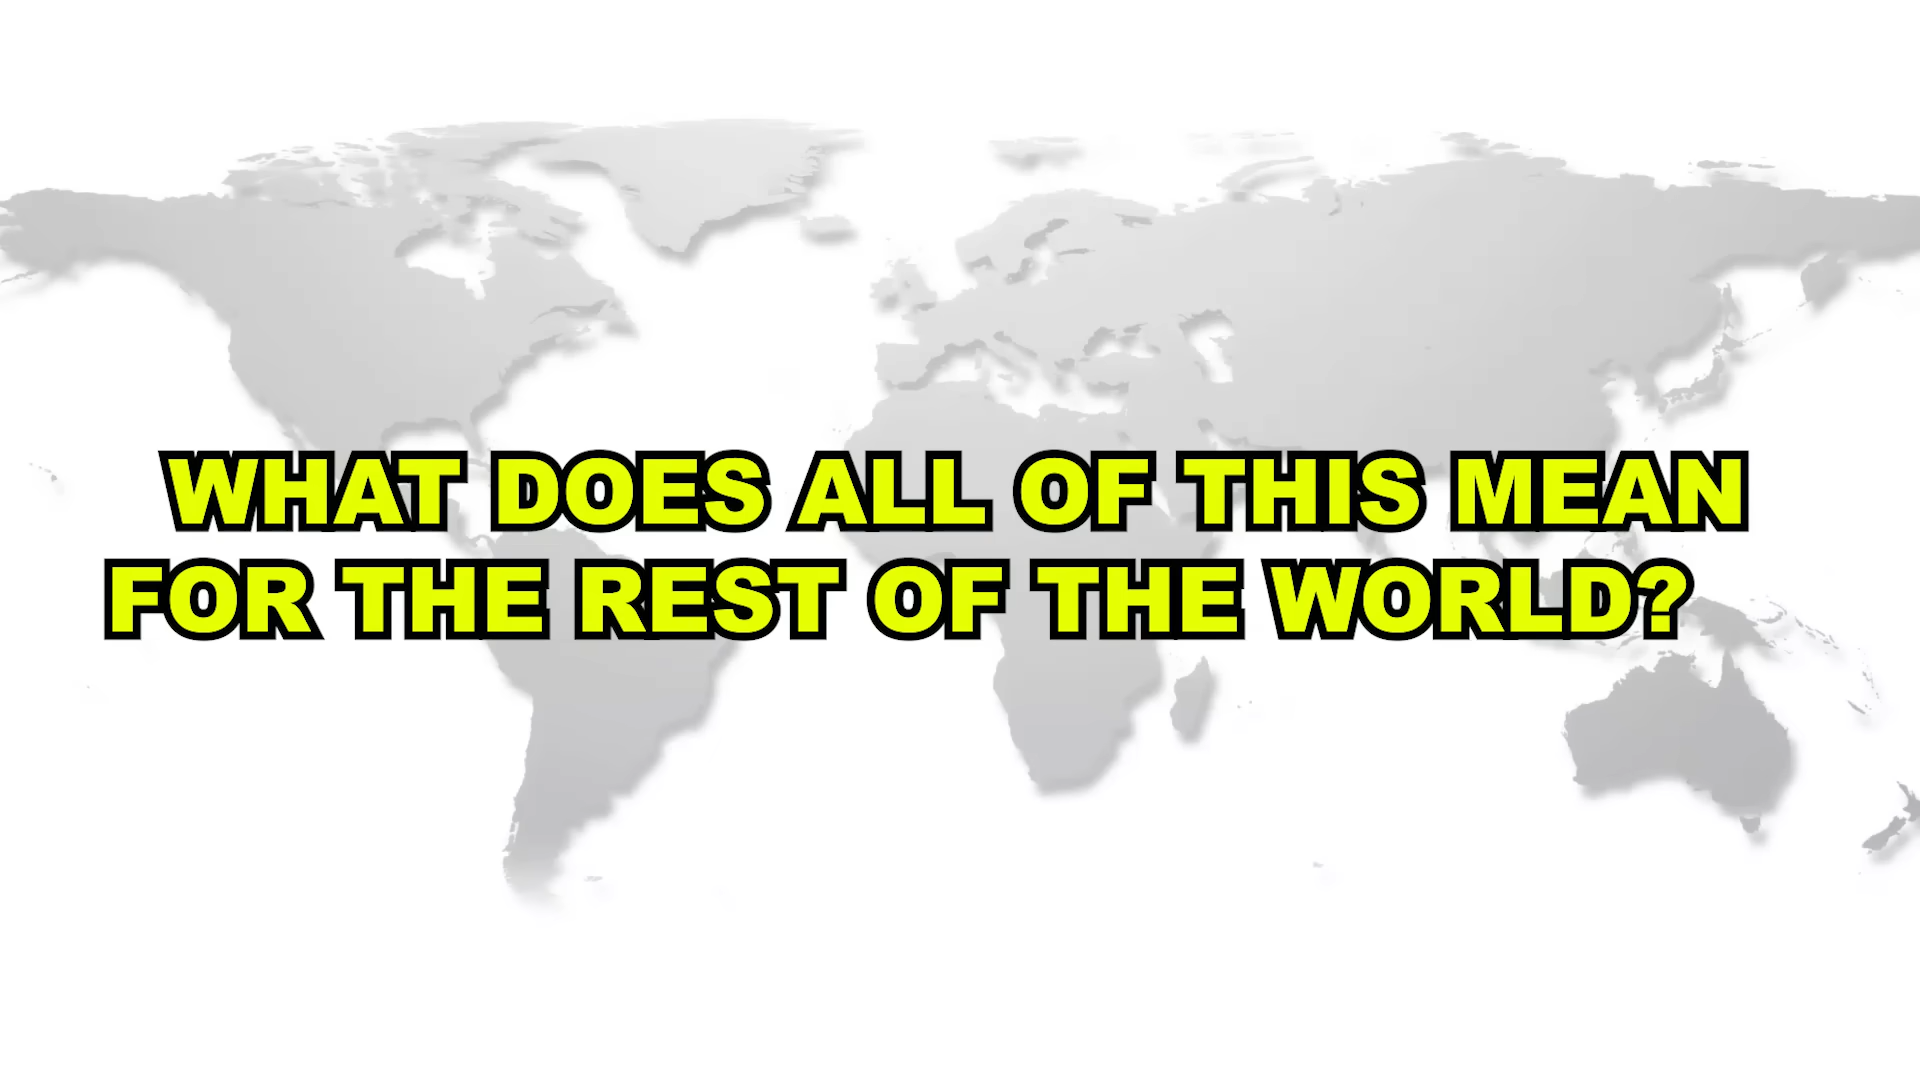 WHAT DOES ALL OF THIS MEAN
FOR THE REST OF THE WORLD?